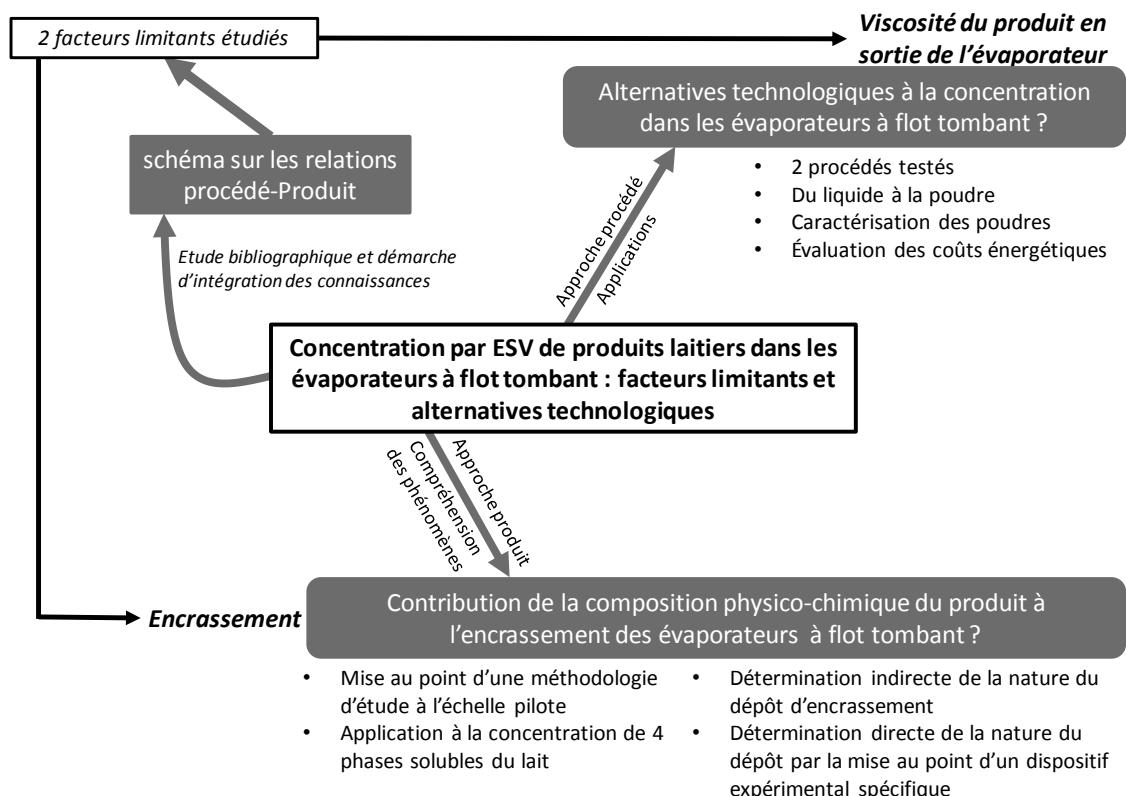 2 facteurs limitants étudiés
Viscosité du produit en
sortie de l’évaporateur
Alternatives technologiques à la concentration
dans les évaporateurs à flot tombant ?
• 2 procédés testés
• Du liquide à la poudre
• Caractérisation des poudres
• Évaluation des coûts énergétiques
schéma sur les relations
procédé-Produit
Etude bibliographique et démarche
d’intégration des connaissances
Approche procédé
Applications
Concentration par ESV de produits laitiers dans les
évaporateurs à flot tombant : facteurs limitants et
alternatives technologiques
Approche produit
Compréhension
des phénomènes
Encrassement
Contribution de la composition physico-chimique du produit à
l’encrassement des évaporateurs à flot tombant ?
• Mise au point d’une méthodologie
d’étude à l’échelle pilote
• Application à la concentration de 4
phases solubles du lait
• Détermination indirecte de la nature du
dépôt d’encrassement
• Détermination directe de la nature du
dépôt par la mise au point d’un dispositif
expérimental spécifique